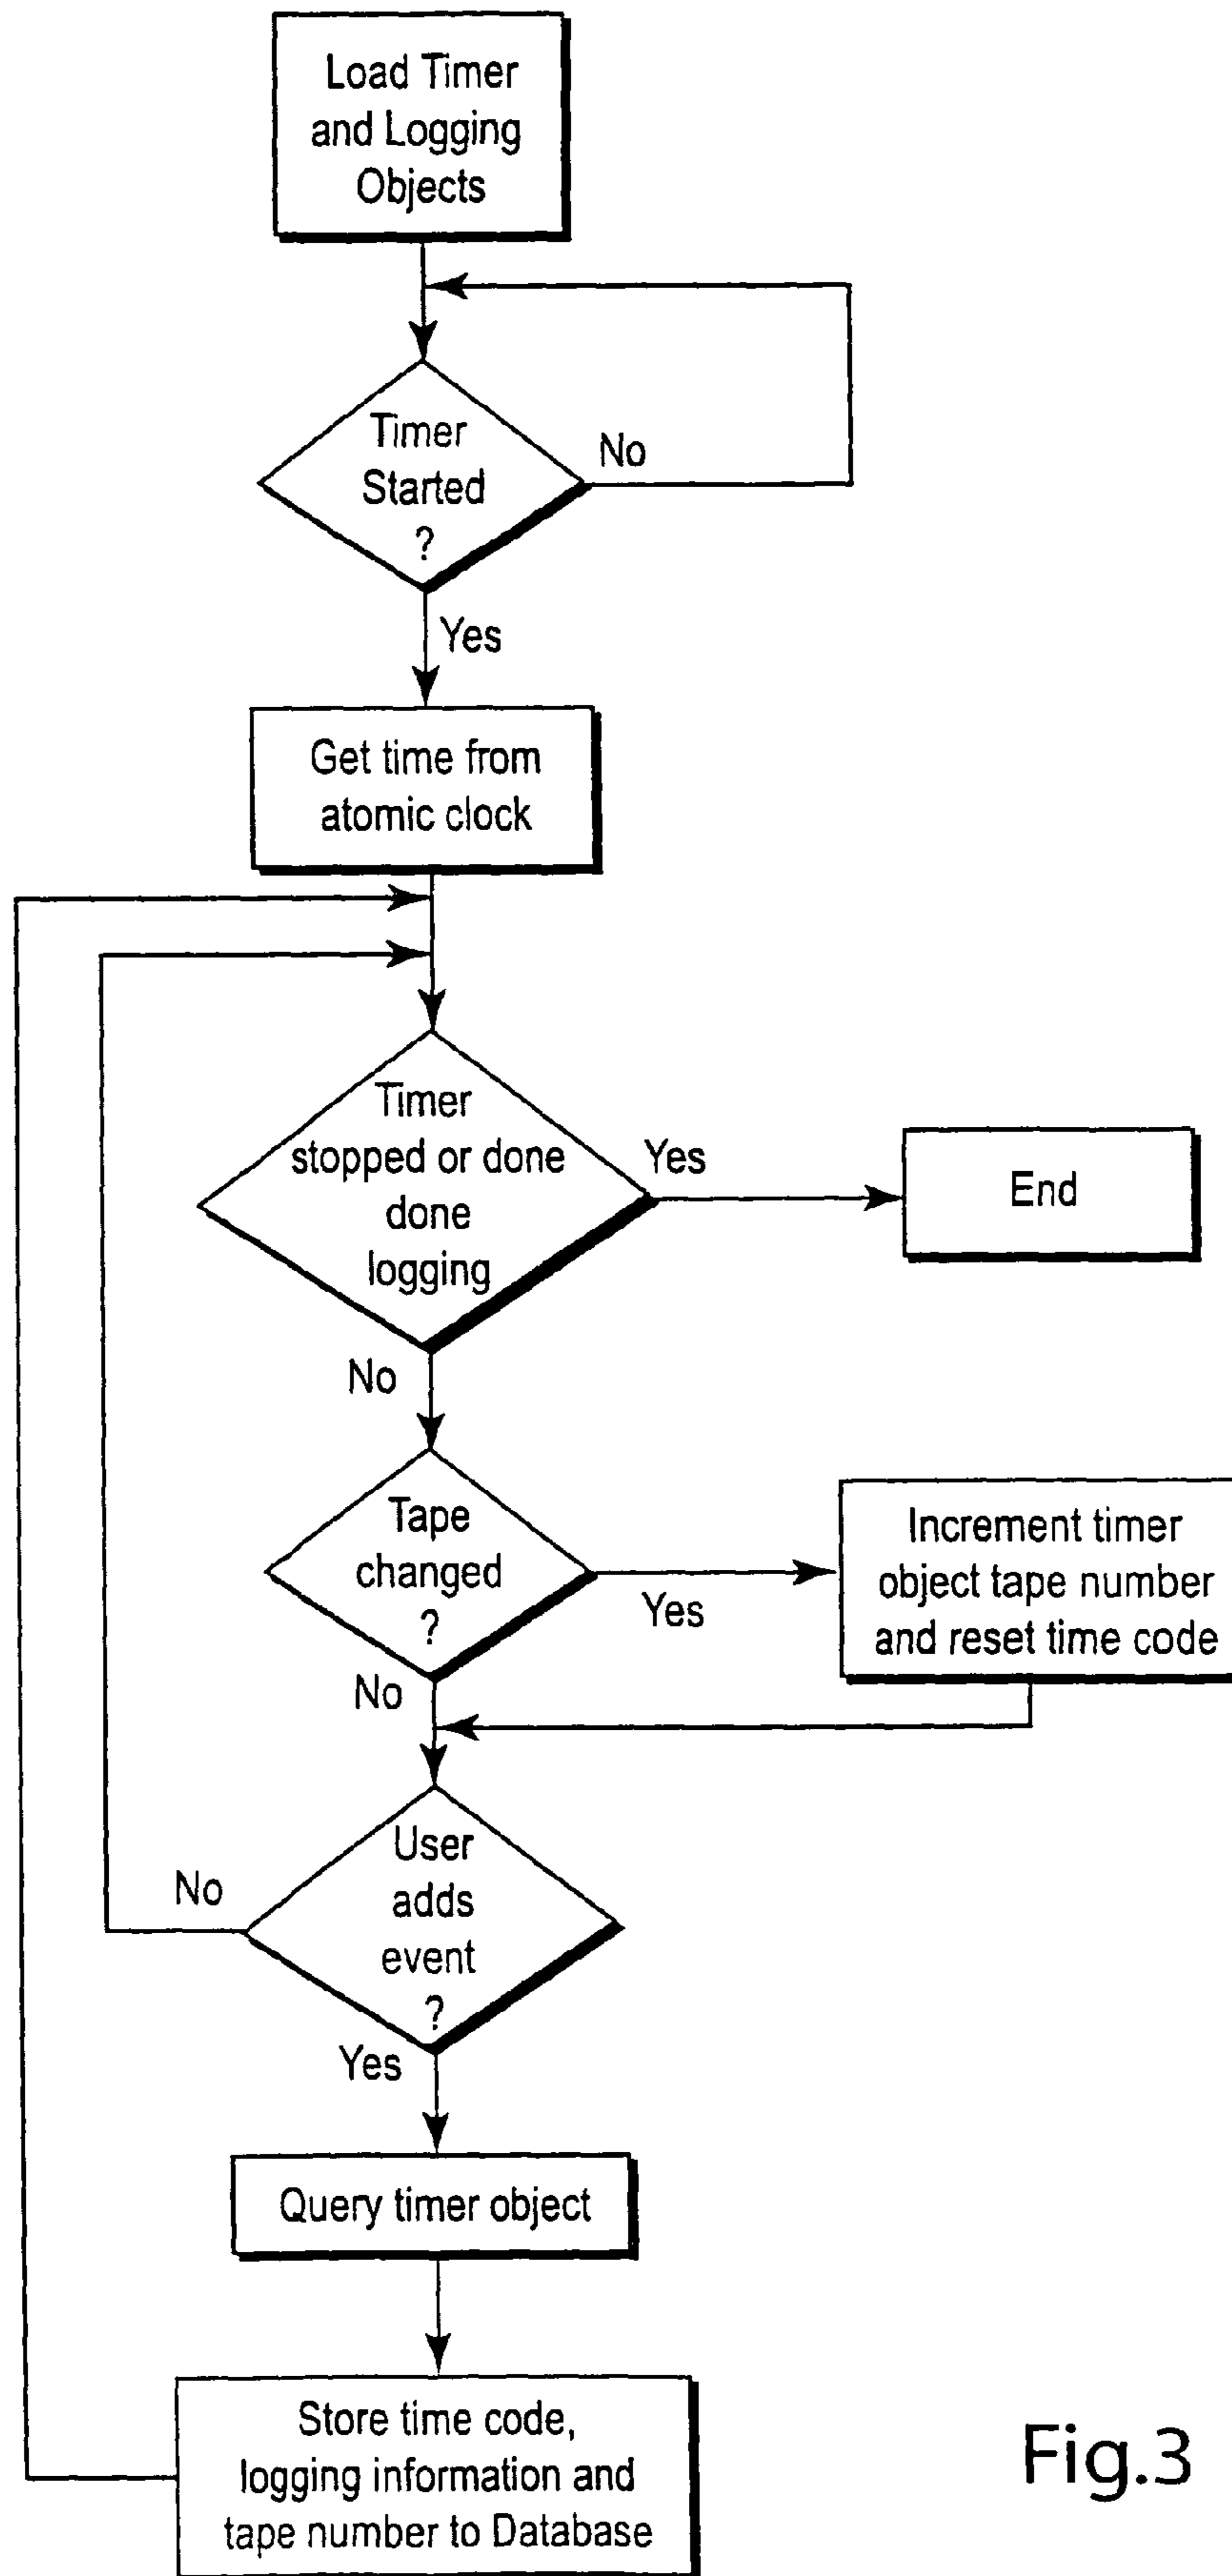 Load Timer
and Logging
Objects
Timer
Started
?
No
Yes
Get time from
atomic clock
Timer
stopped or done
done
logging
Yes
End
No
Tape
changed
?
Yes
Increment timer
object tape number
and reset time code
No
User
adds
event
?
No
Yes
Query timer object
Store time code,
logging information and
tape number to Database
Fig.3